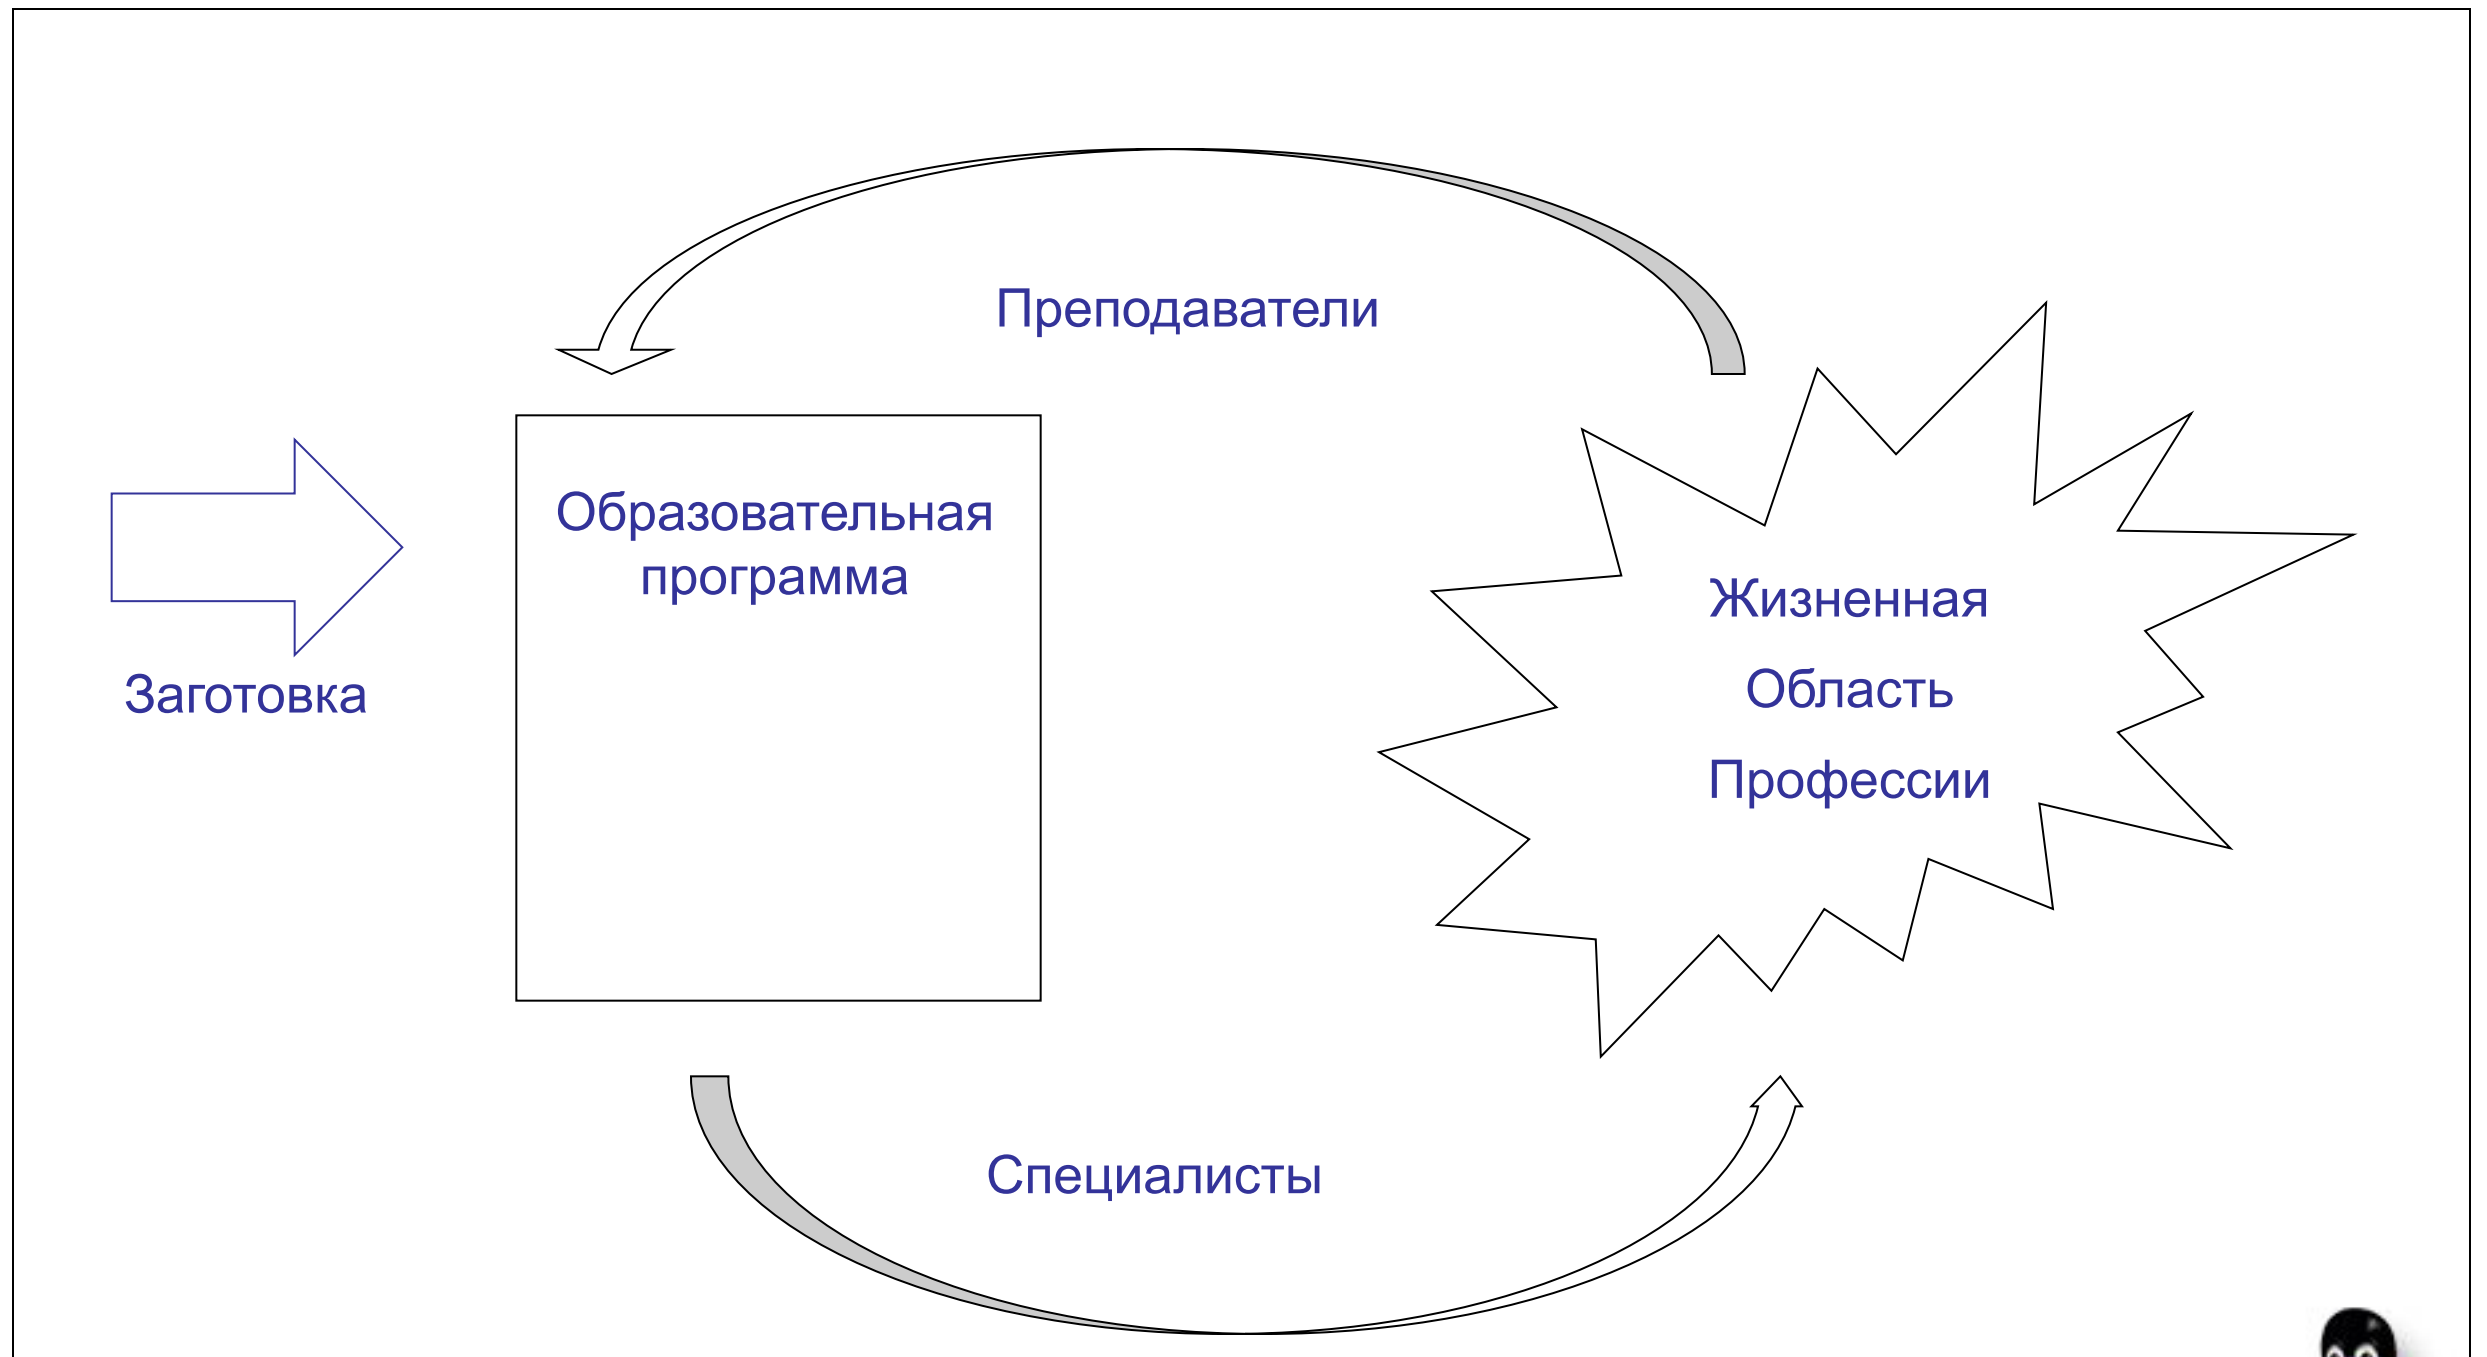 Преподаватели
Образовательная
программа
Заготовка
Жизненная
Область
Профессии
Специалисты